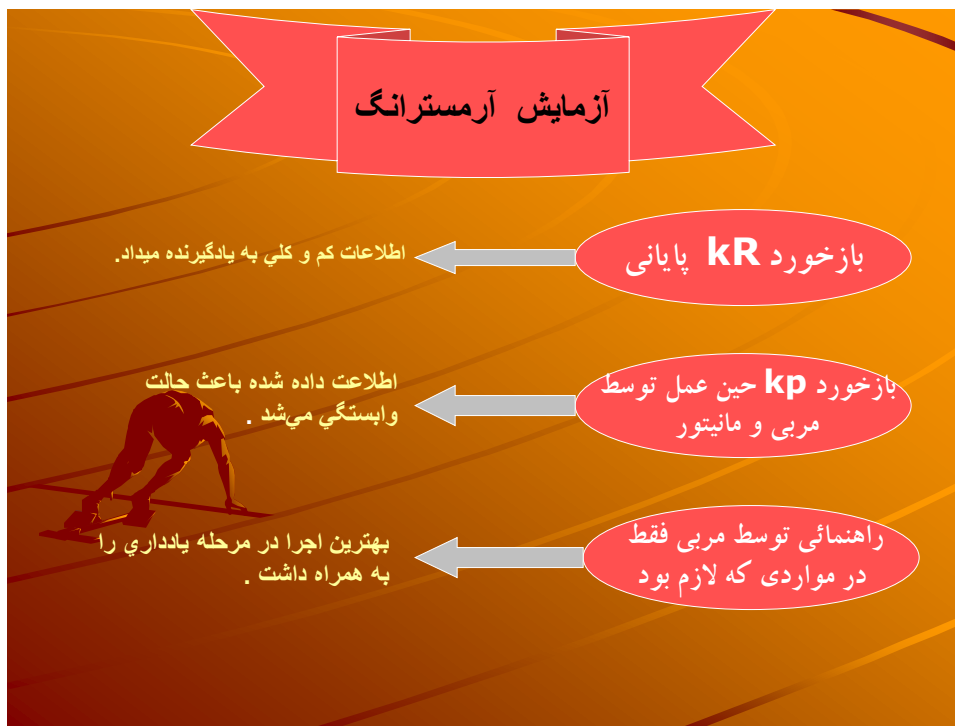 آزمایش آرمسترانگ
بازخورد kR پایانی
اطلاعات کم و کلي به يادگيرنده ميداد.
بازخورد kp حین عمل توسط
مربی و مانیتور
اطلاعت داده شده باعث حالت
وابستگي مي‌شد .
راهنمائی توسط مربی فقط
در مواردی که لازم بود
بهترين اجرا در مرحله يادداري را
به همراه داشت .